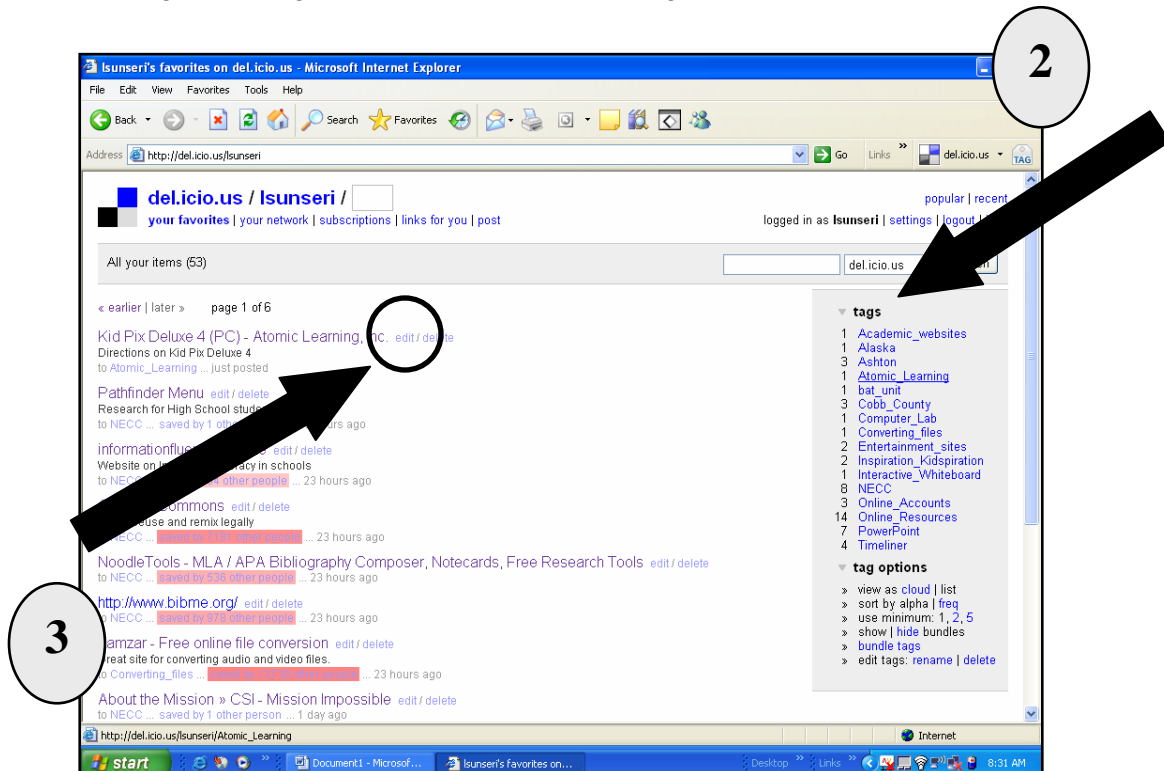 2
lsunseri's favorites on del.icio.us - Microsoft Internet Explorer
File Edit View Favorites Tools Help
Back Search Favorites
Address http://del.icio.us/lsunseri Go Links » del.icio.us TAG
del.icio.us / lsunseri /
popular | recent
your favorites | your network | subscriptions | links for you | post
logged in as lsunseri | settings | logout |
All your items (53)
del.icio.us
« earlier | later » page 1 of 6
Kid Pix Deluxe 4 (PC) - Atomic Learning, Inc. edit / delete
Directions on Kid Pix Deluxe 4
to Atomic_Learning ... just posted
Pathfinder Menu edit / delete
Research for High School
to NECC ... saved by 1 ago
edit / delete
Website on in schools
to NECC other people ... 23 hours ago
edit / delete
reuse and remix legally
NECC ... saved by 7181 other people ... 23 hours ago
NoodleTools - MLA / APA Bibliography Composer, Notecards, Free Research Tools edit / delete
to NECC ... saved by 536 other people ... 23 hours ago
http://www.bibme.org/ edit / delete
to NECC ... saved by 978 other people ... 23 hours ago
- Free online file conversion edit / delete
site for converting audio and video files.
to Converting_files ... 23 hours ago
About the Mission » CSI - Mission Impossible edit / delete
to NECC ... saved by 1 other person ... 1 day ago
tags
1 Academic_websites
1 Alaska
3 Ashton
1 Atomic_Learning
1 bat_unit
3 Cobb_County
1 Computer_Lab
1 Converting_files
2 Entertainment_sites
2 Inspiration_Kidspiration
1 Interactive_Whiteboard
8 NECC
3 Online_Accounts
14 Online_Resources
7 PowerPoint
4 Timeliner
tag options
» view as cloud | list
» sort by alpha | freq
» use minimum: 1, 2, 5
» show | hide bundles
» bundle tags
» edit tags: rename | delete
3
http://del.icio.us/lsunseri/Atomic_Learning Internet
start » Document1 - Microsof... lsunseri's favorites on... Desktop » Links » 8:31 AM